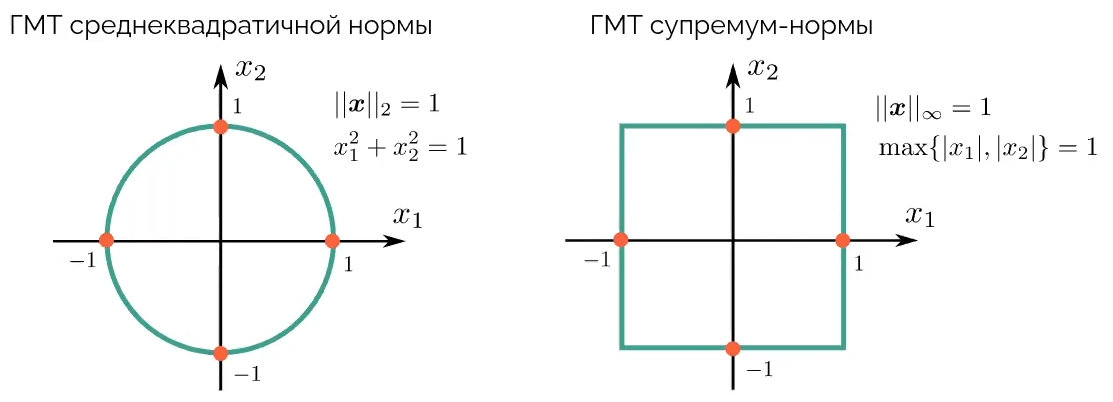 ГМТ среднеквадратичной нормы
x₂
1
||x||₂ = 1
x₁² + x₂² = 1
x₁
−1
1
−1
ГМТ супремум-нормы
x₂
1
||x||∞ = 1
max{|x₁|, |x₂|} = 1
x₁
−1
1
−1